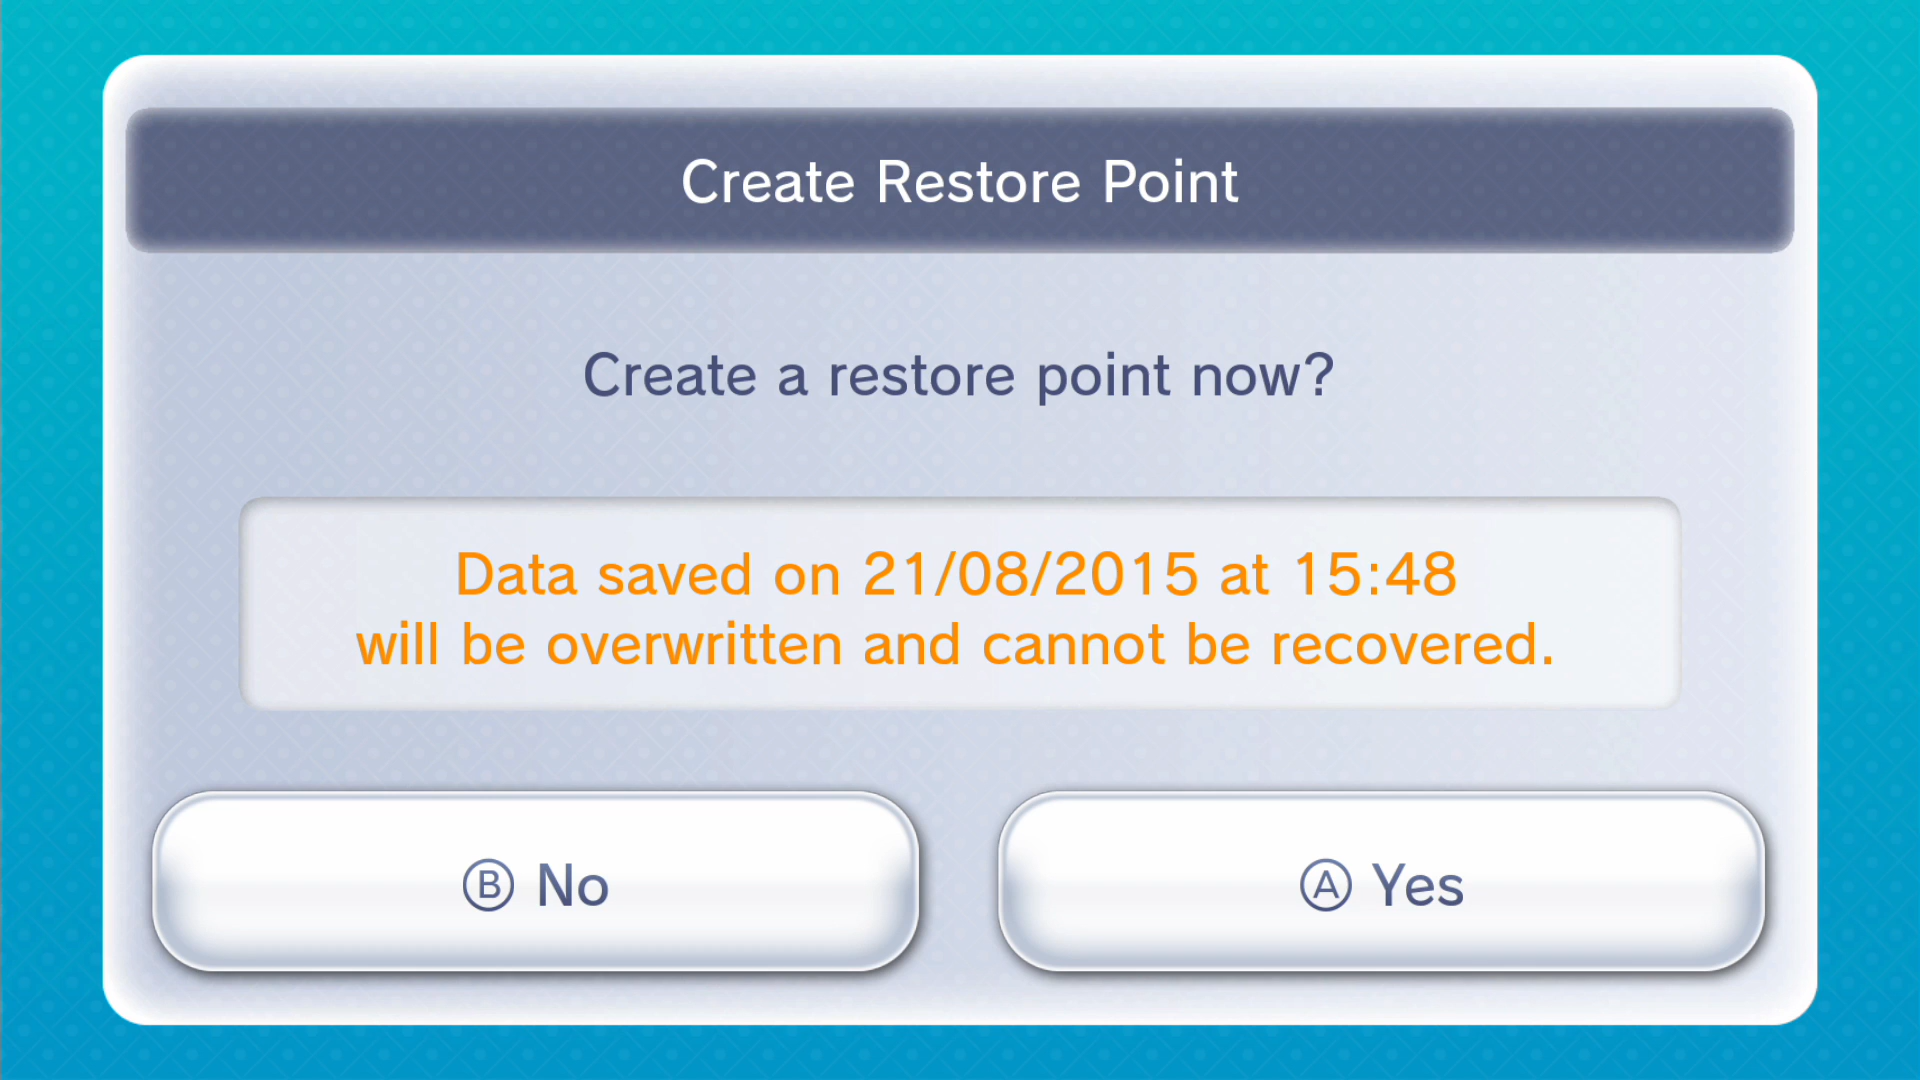 Create Restore Point
Create a restore point now?
Data saved on 21/08/2015 at 15:48
will be overwritten and cannot be recovered.
Ⓑ No
Ⓐ Yes